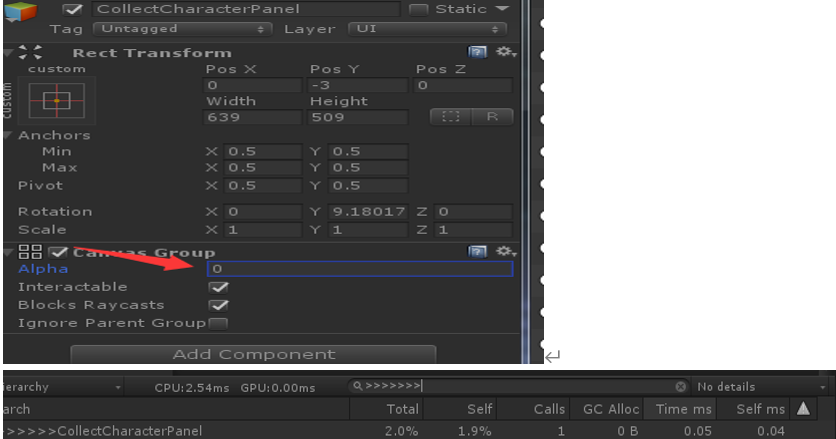 CollectCharacterPanel Static
Tag Untagged Layer UI
Rect Transform
custom Pos X Pos Y Pos Z
custom 0 -3 0
Width Height
639 509 R
Anchors
Min X 0.5 Y 0.5
Max X 0.5 Y 0.5
Pivot X 0.5 Y 0.5
Rotation X 0 Y 9.18017 Z 0
Scale X 1 Y 1 Z 1
Canvas Group
Alpha 0
Interactable
Blocks Raycasts
Ignore Parent Group
Add Component
ierarchy CPU:2.54ms GPU:0.00ms >>>>>>> No details
arch Total Self Calls GC Alloc Time ms Self ms
>>>>>>CollectCharacterPanel 2.0% 1.9% 1 0 B 0.05 0.04